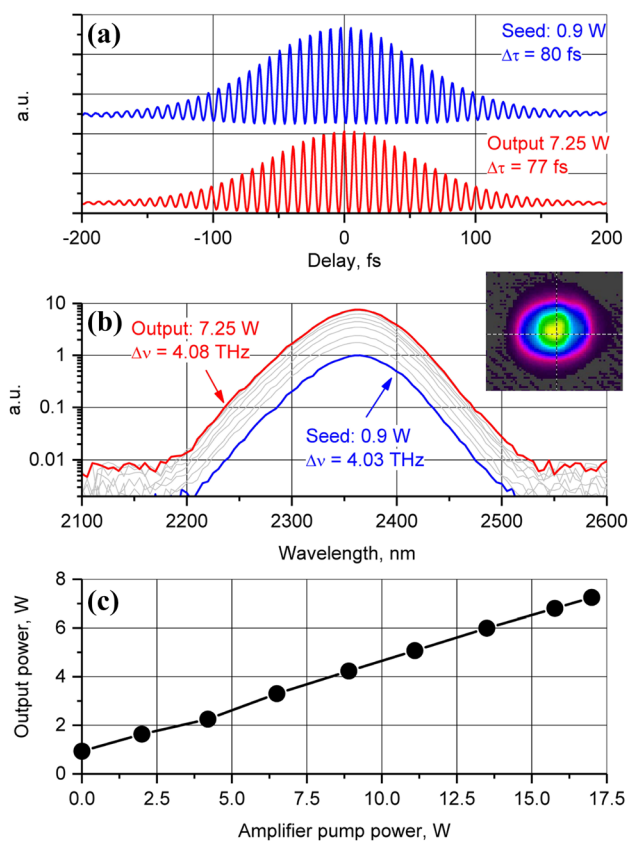 (a)
Seed: 0.9 W
Δτ = 80 fs
a.u.
Output 7.25 W
Δτ = 77 fs
-200 -100 0 100 200
Delay, fs
(b)
10
1
0.1
0.01
a.u.
Output: 7.25 W
Δν = 4.08 THz
Seed: 0.9 W
Δν = 4.03 THz
2100 2200 2300 2400 2500 2600
Wavelength, nm
(c)
8
6
4
2
0
Output power, W
0.0 2.5 5.0 7.5 10.0 12.5 15.0 17.5
Amplifier pump power, W